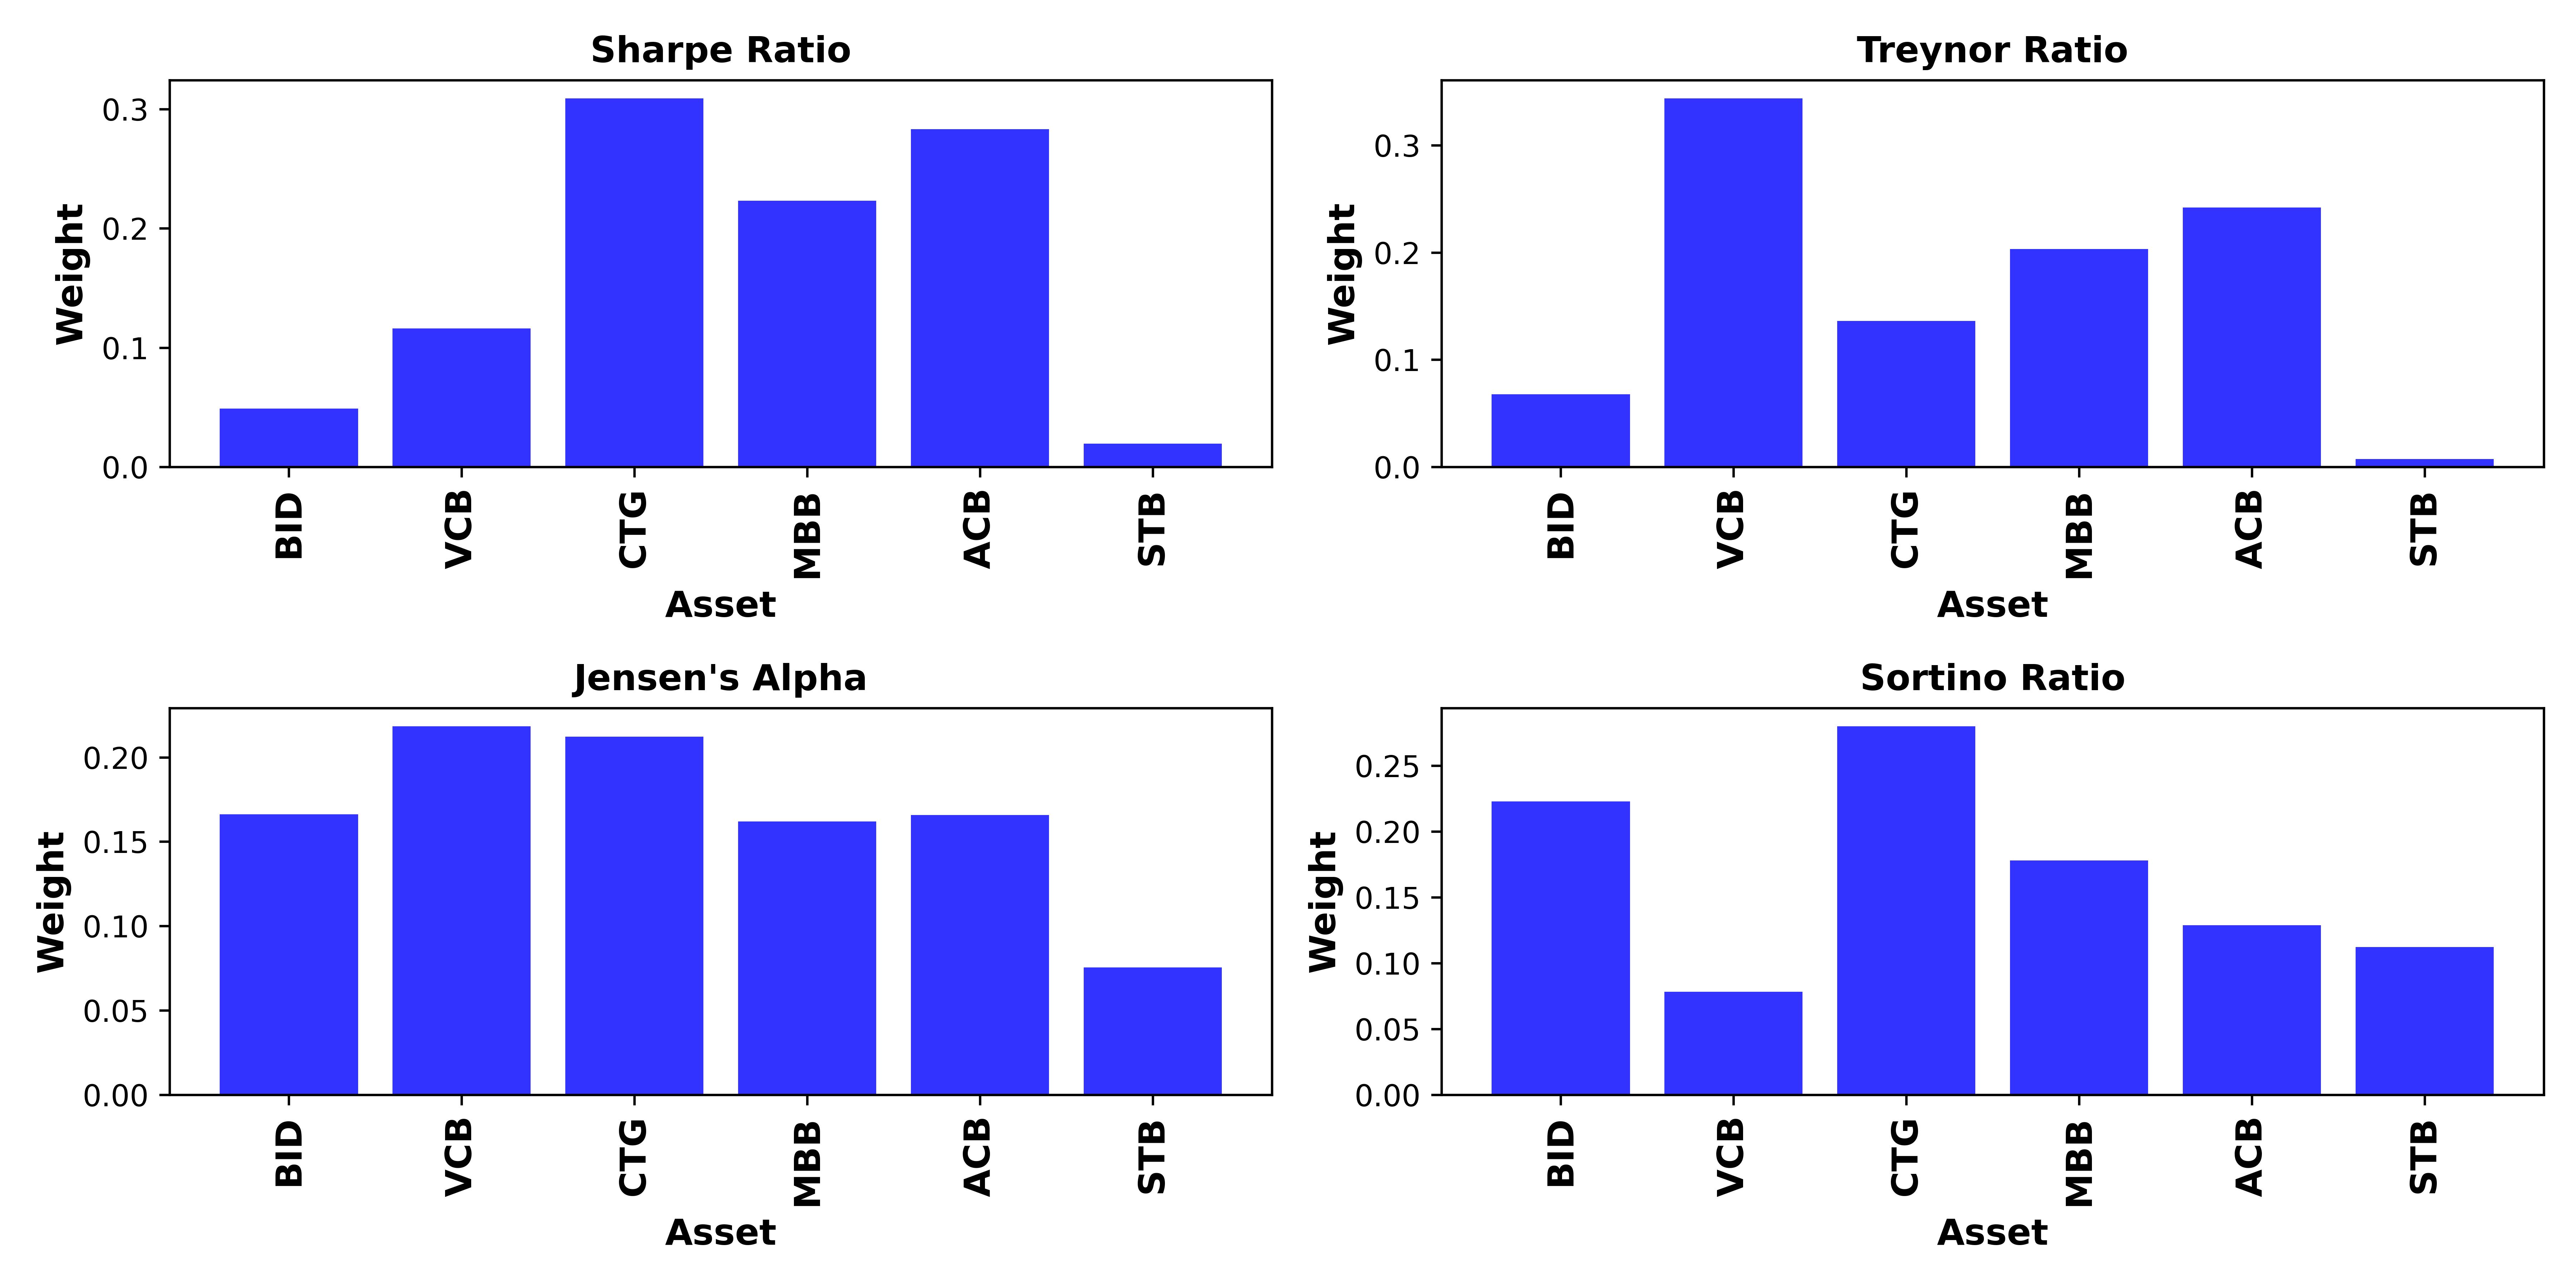 Sharpe Ratio
Weight
0.3
0.2
0.1
0.0
BID VCB CTG MBB ACB STB
Asset
Treynor Ratio
Weight
0.3
0.2
0.1
0.0
BID VCB CTG MBB ACB STB
Asset
Jensen's Alpha
Weight
0.20
0.15
0.10
0.05
0.00
BID VCB CTG MBB ACB STB
Asset
Sortino Ratio
Weight
0.25
0.20
0.15
0.10
0.05
0.00
BID VCB CTG MBB ACB STB
Asset